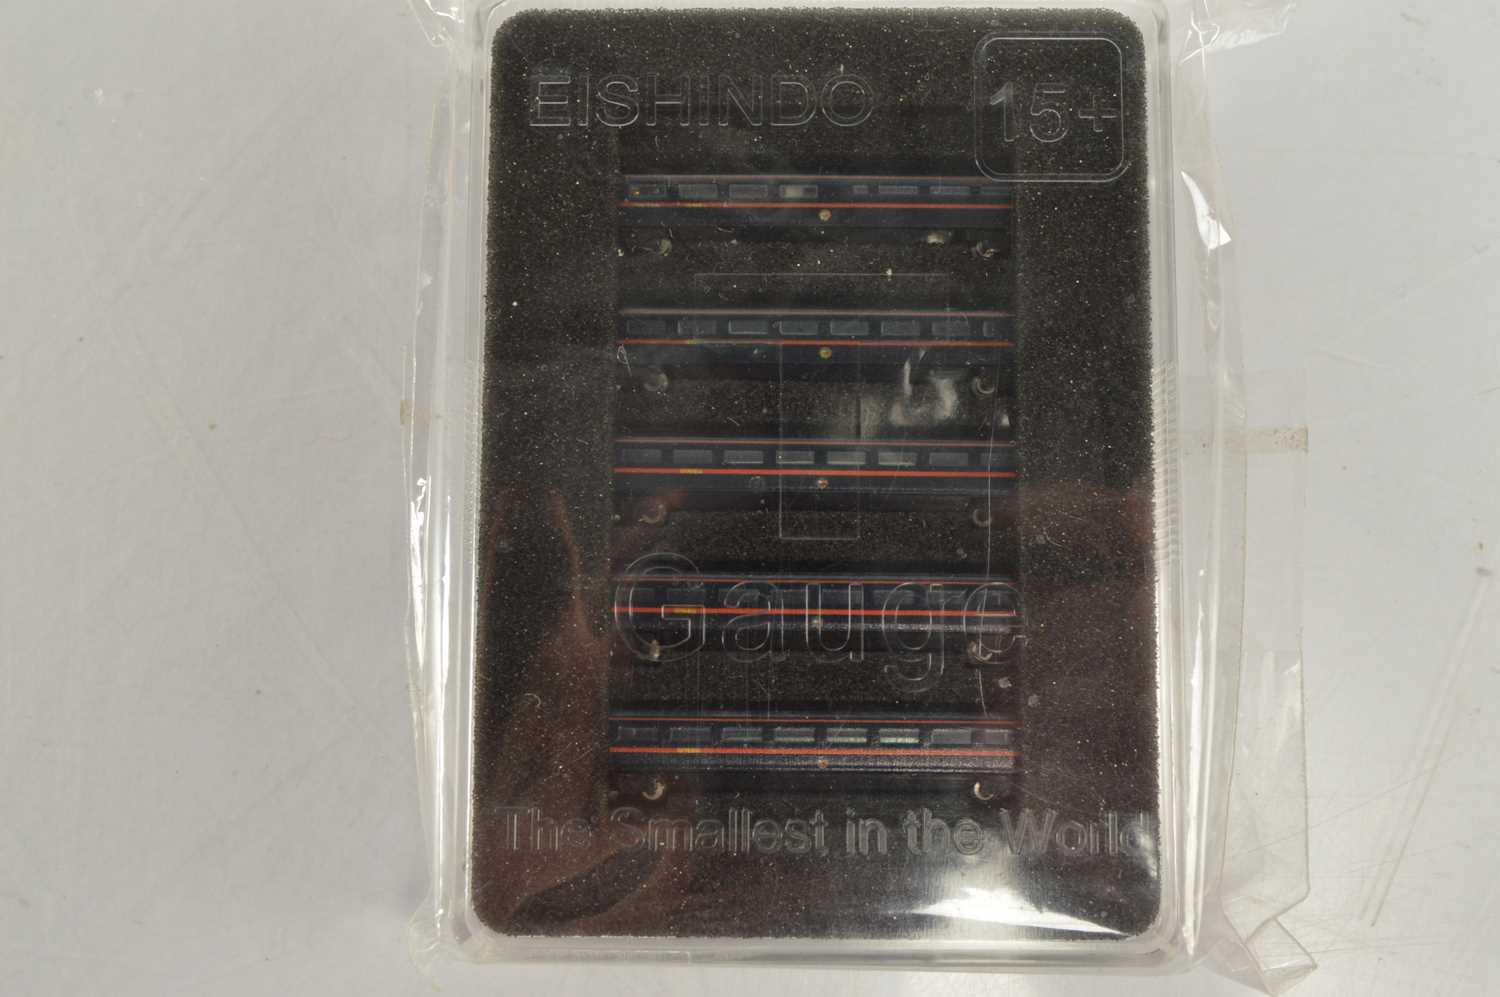 EISHINDO
15+
T
Gauge
The Smallest in the World